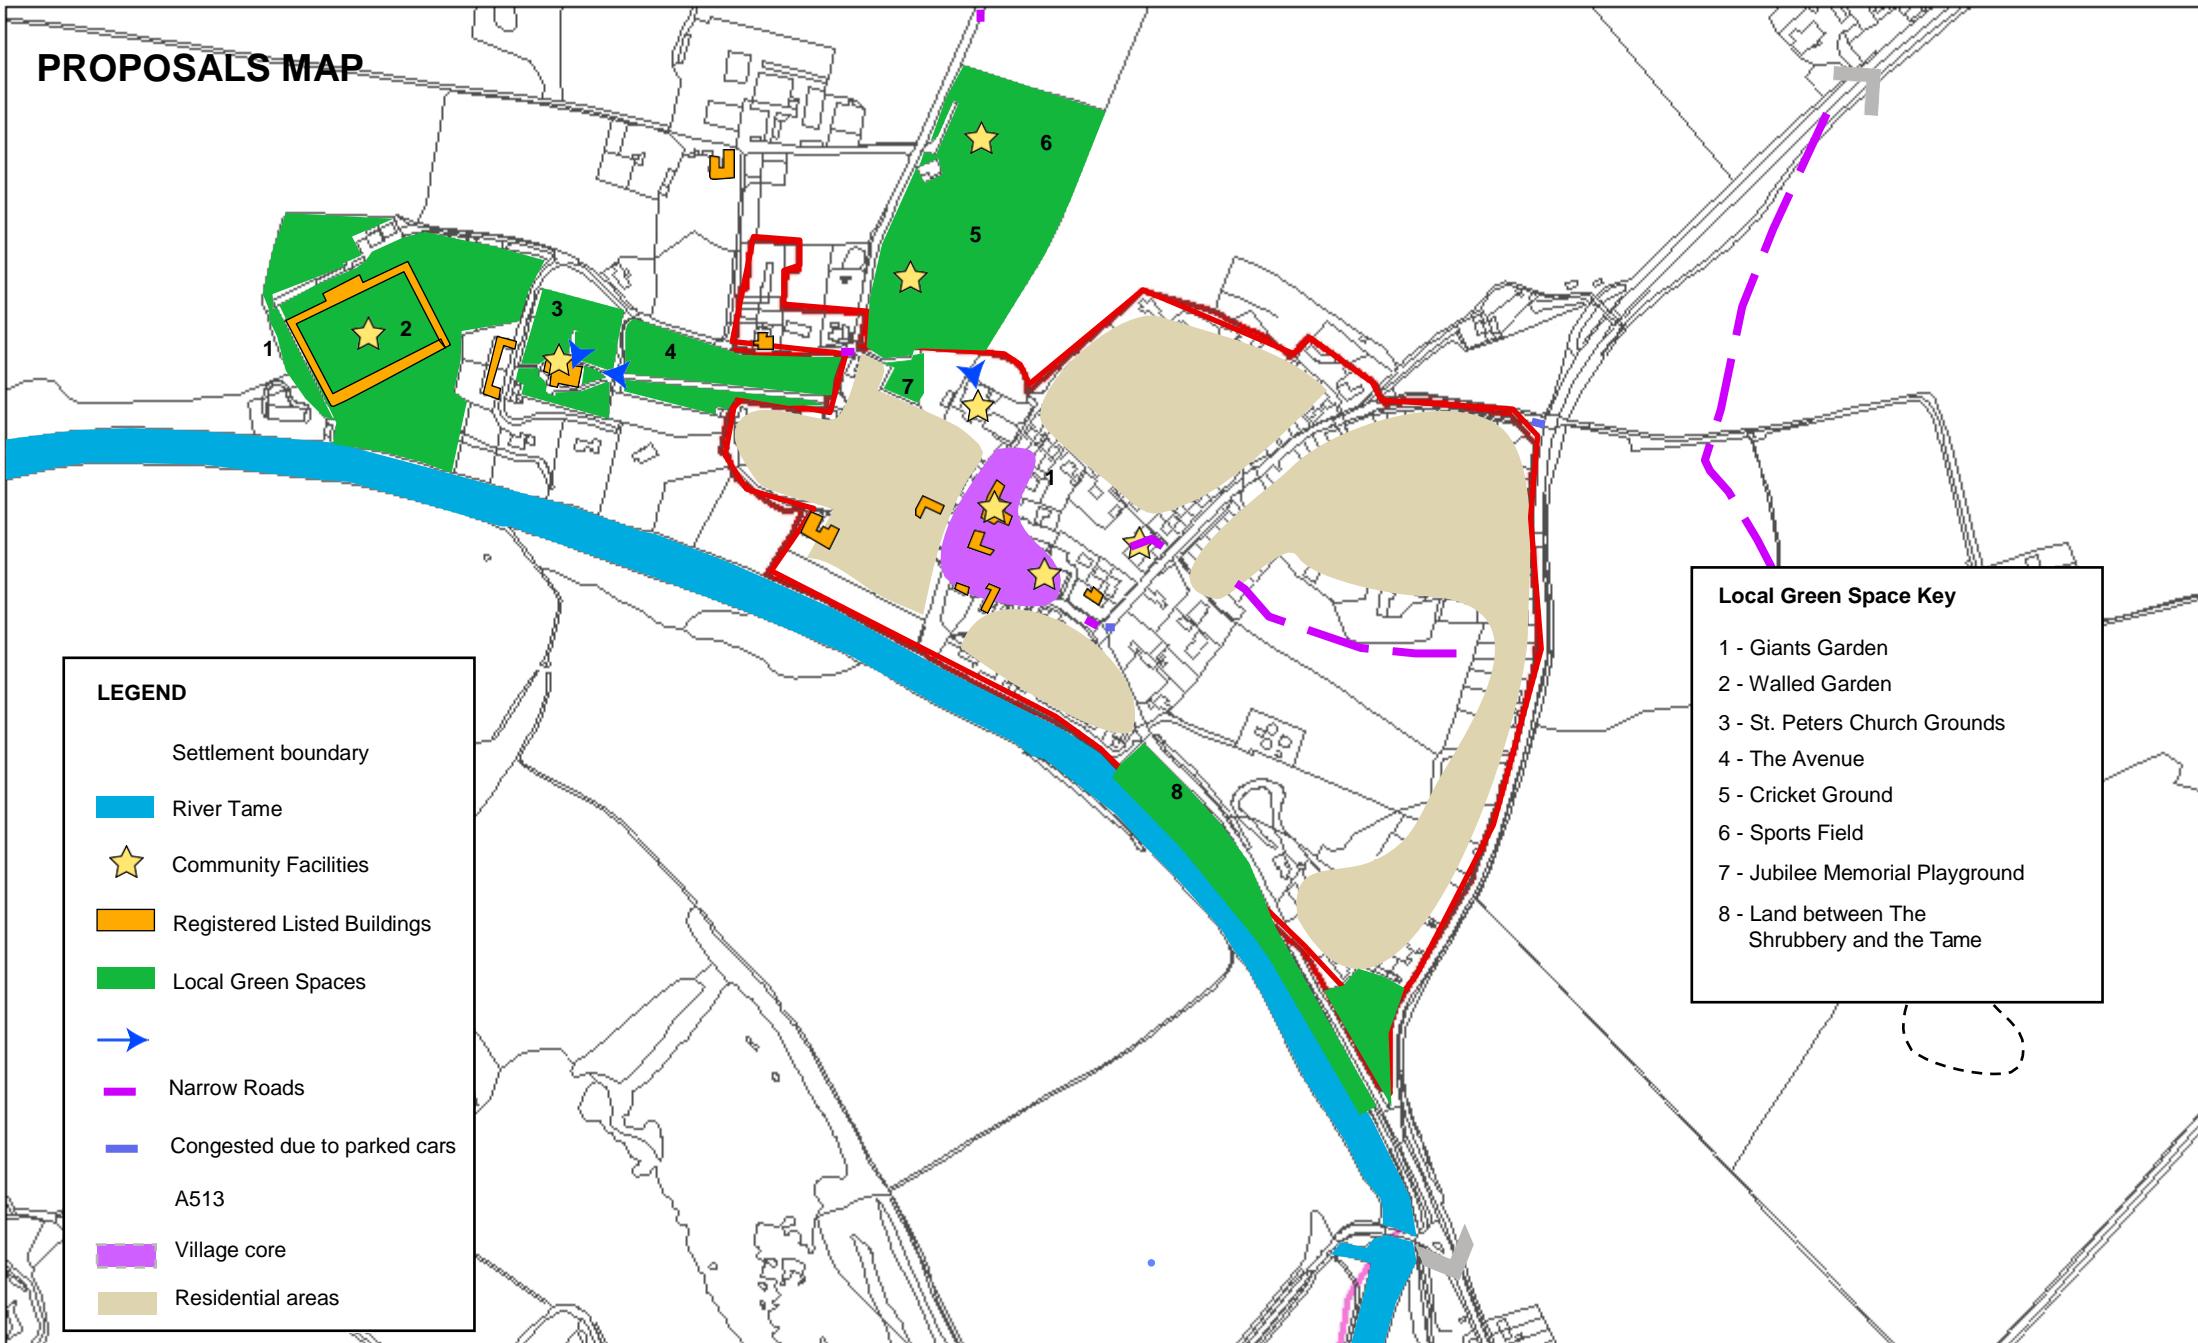 PROPOSALS MAP
6
5
3
2
1
4
7
1
8
LEGEND
Settlement boundary
River Tame
Community Facilities
Registered Listed Buildings
Local Green Spaces
Narrow Roads
Congested due to parked cars
A513
Village core
Residential areas
Local Green Space Key
1 - Giants Garden
2 - Walled Garden
3 - St. Peters Church Grounds
4 - The Avenue
5 - Cricket Ground
6 - Sports Field
7 - Jubilee Memorial Playground
8 - Land between The
Shrubbery and the Tame